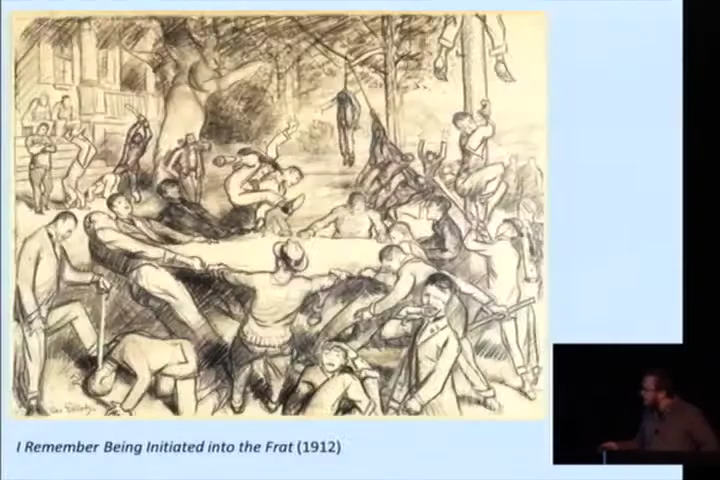 I Remember Being Initiated into the Frat (1912)